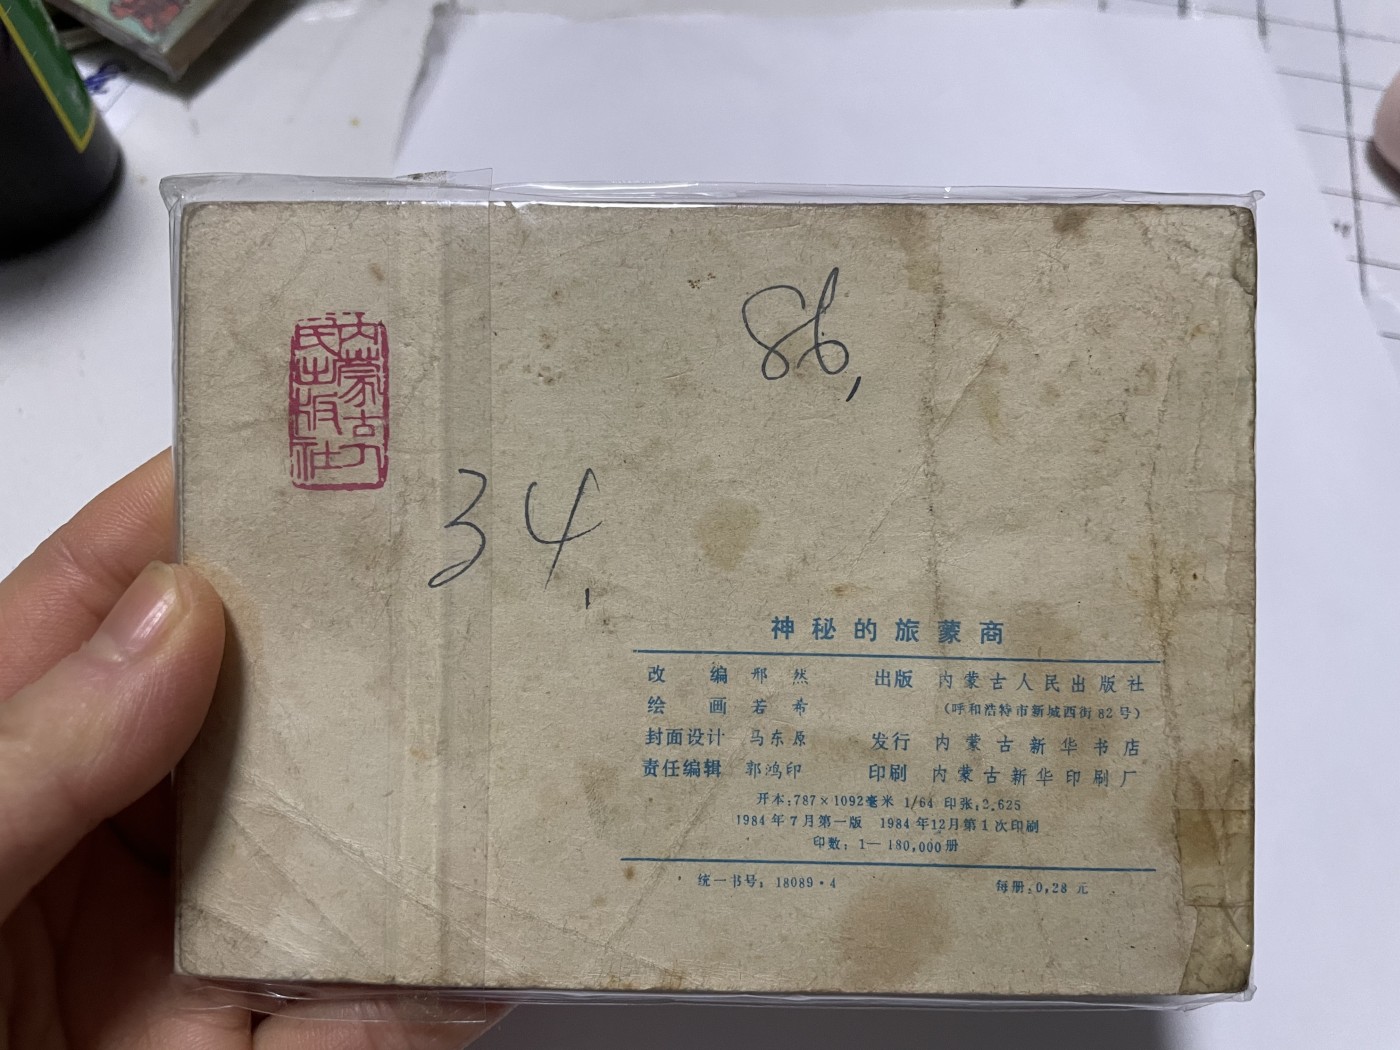 内蒙古人
民出版社
86,
34,
神秘的旅蒙商
改编 邢然 出版 内蒙古人民出版社
绘画 若希 (呼和浩特市新城西街82号)
封面设计 马东原 发行 内蒙古新华书店
责任编辑 郭鸿印 印刷 内蒙古新华印刷厂
开本:787×1092毫米 1/64 印张:2.625
1984年7月第一版 1984年12月第1次印刷
印数:1—180,000册
统一书号:18089·4 每册:0,28元